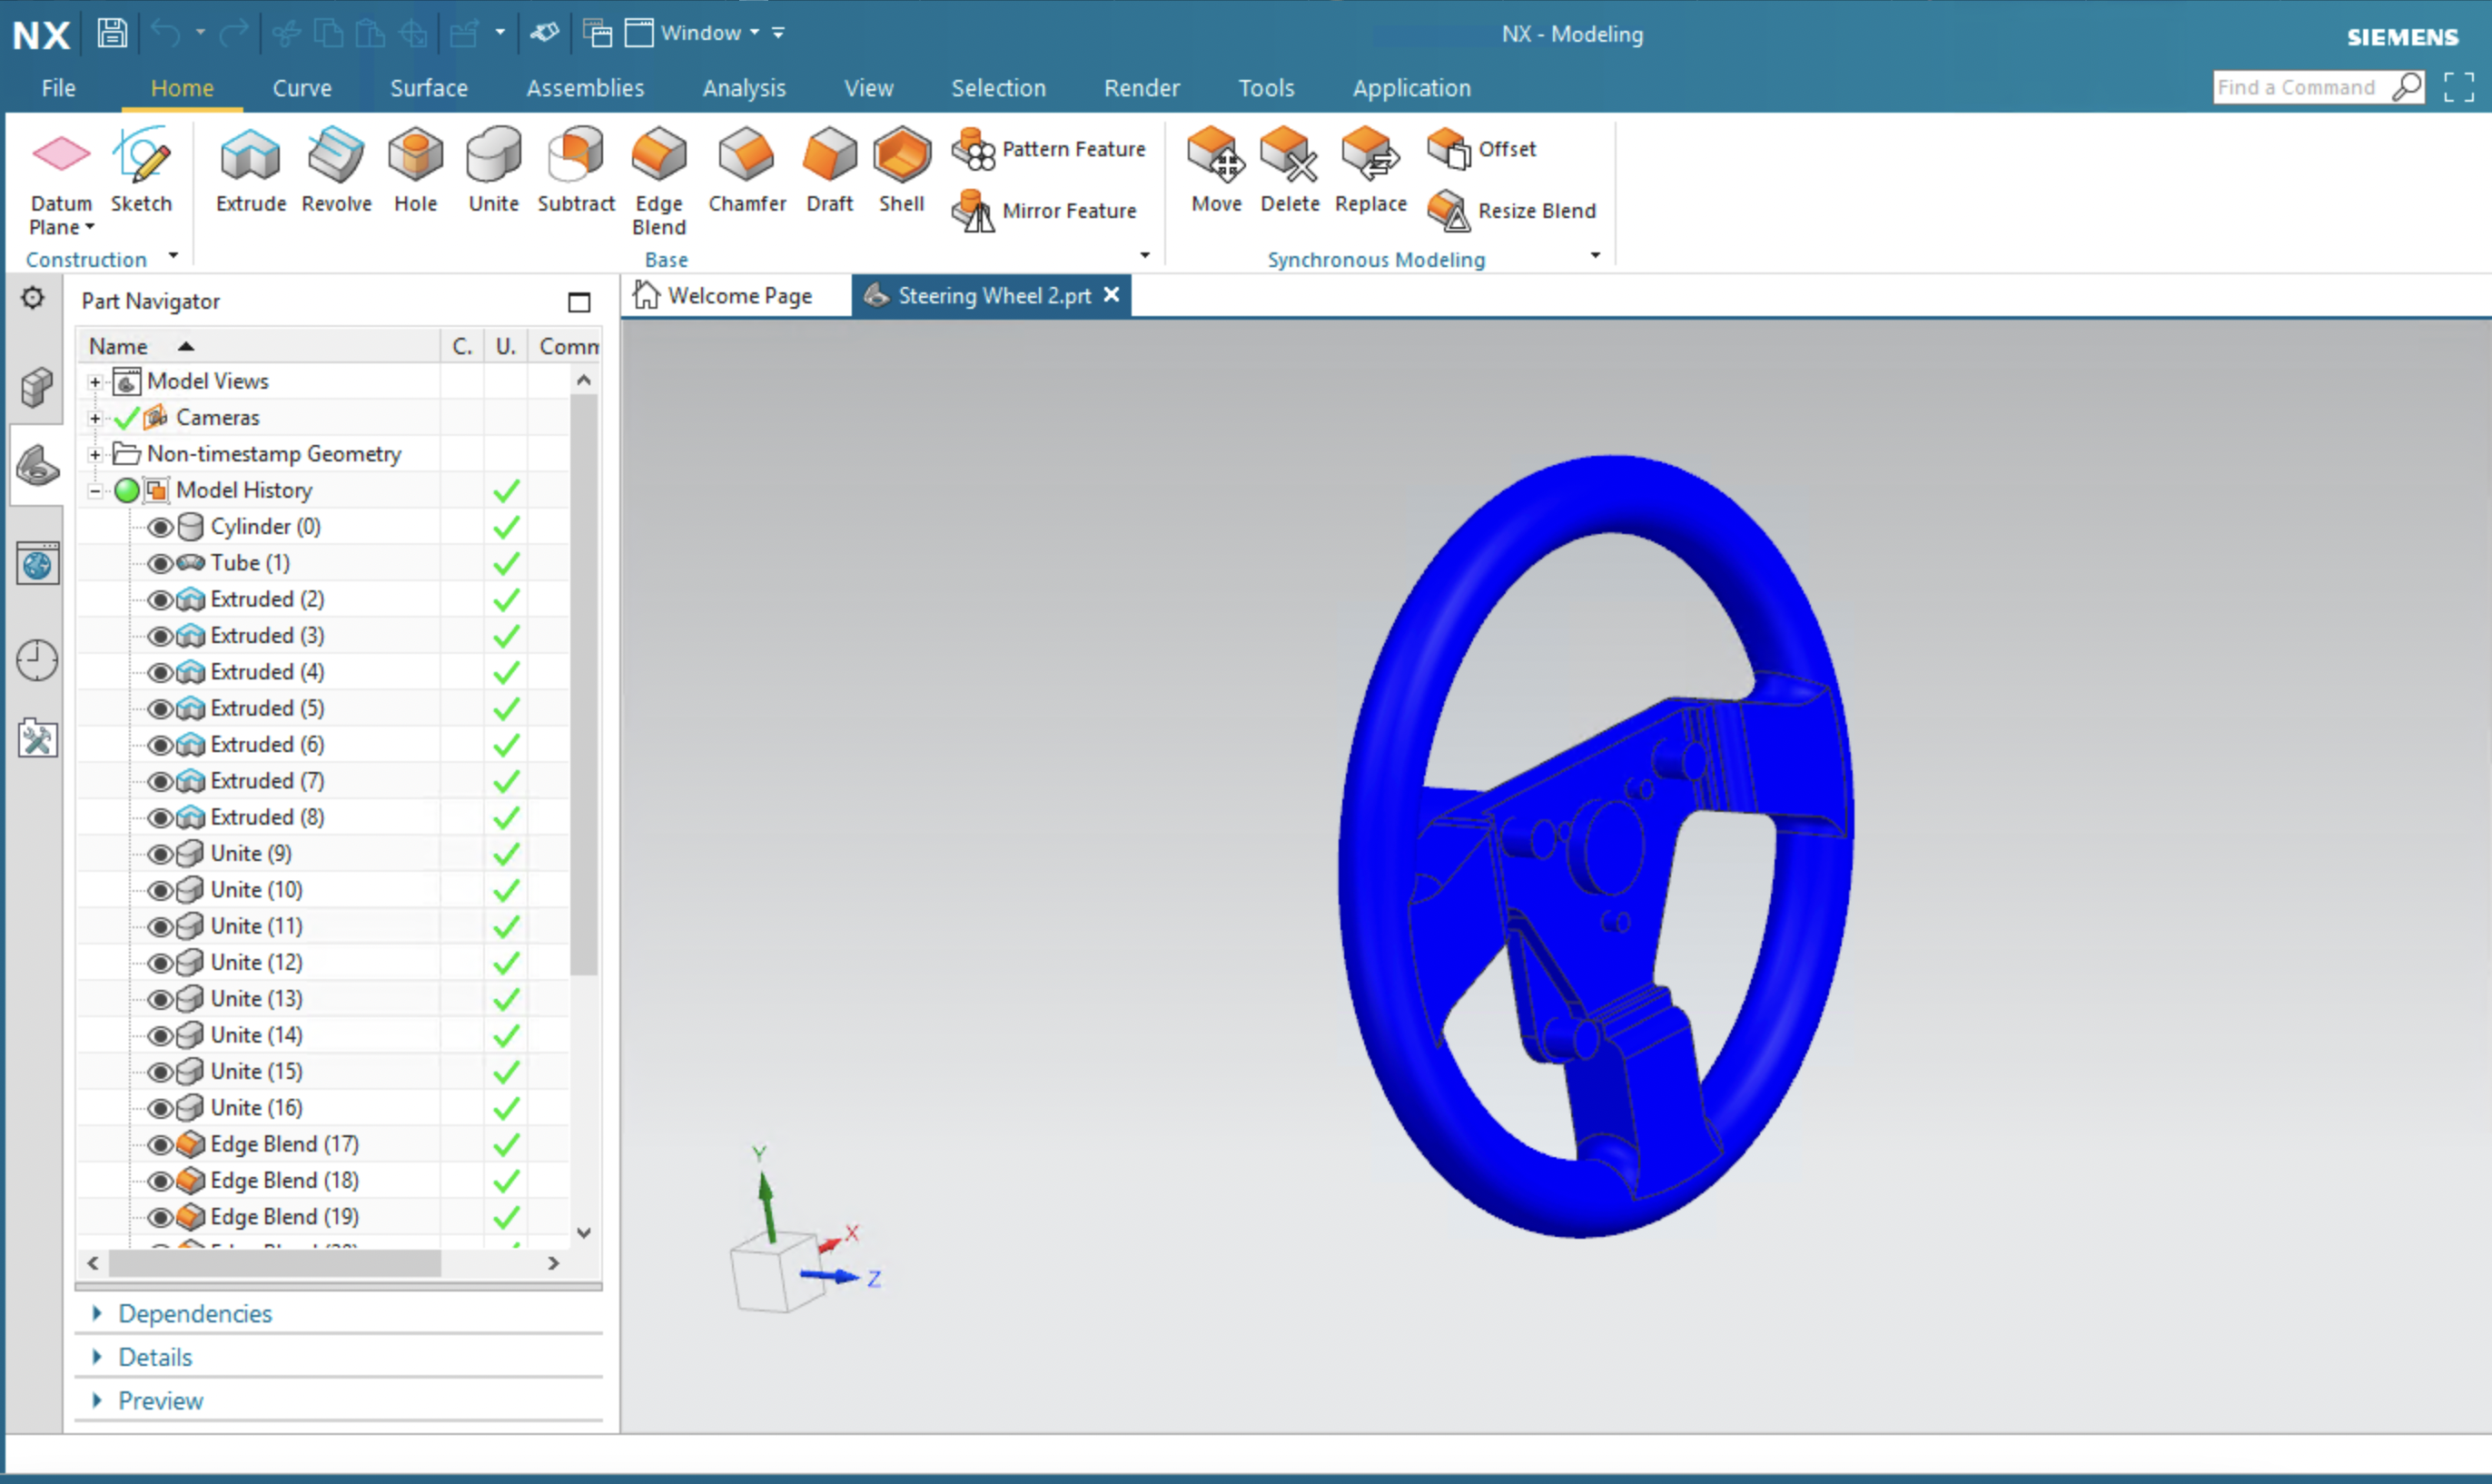 NX Window NX - Modeling SIEMENS
File Home Curve Surface Assemblies Analysis View Selection Render Tools Application Find a Command
Datum Plane Sketch Extrude Revolve Hole Unite Subtract Edge Blend Chamfer Draft Shell Pattern Feature Mirror Feature Move Delete Replace Offset Resize Blend
Construction Base Synchronous Modeling
Part Navigator Welcome Page Steering Wheel 2.prt
Name C. U. Comm
Model Views
Cameras
Non-timestamp Geometry
Model History
Cylinder (0)
Tube (1)
Extruded (2)
Extruded (3)
Extruded (4)
Extruded (5)
Extruded (6)
Extruded (7)
Extruded (8)
Unite (9)
Unite (10)
Unite (11)
Unite (12)
Unite (13)
Unite (14)
Unite (15)
Unite (16)
Edge Blend (17)
Edge Blend (18)
Edge Blend (19)
Dependencies
Details
Preview
Y
X
Z